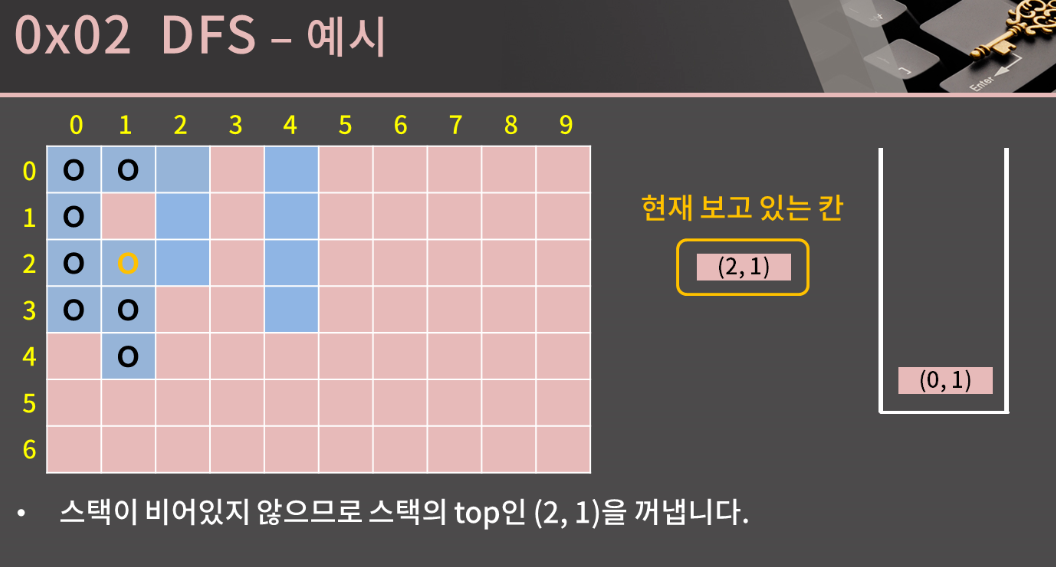 0x02 DFS – 예시
0 1 2 3 4 5 6 7 8 9
0 O O
1 O
2 O O
3 O O
4 O
5
6
현재 보고 있는 칸
(2, 1)
(0, 1)
• 스택이 비어있지 않으므로 스택의 top인 (2, 1)을 꺼냅니다.
Enter
]